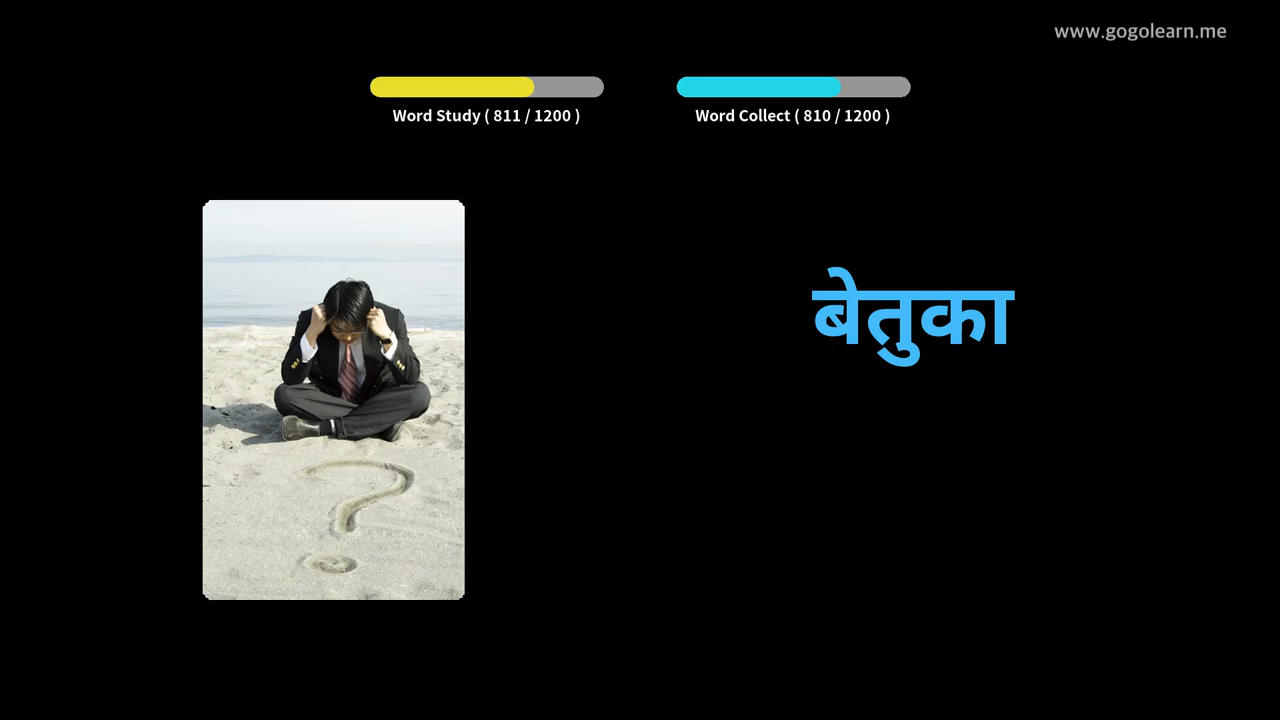 www.gogolearn.me
Word Study ( 811 / 1200 )
Word Collect ( 810 / 1200 )
बेतुका
?